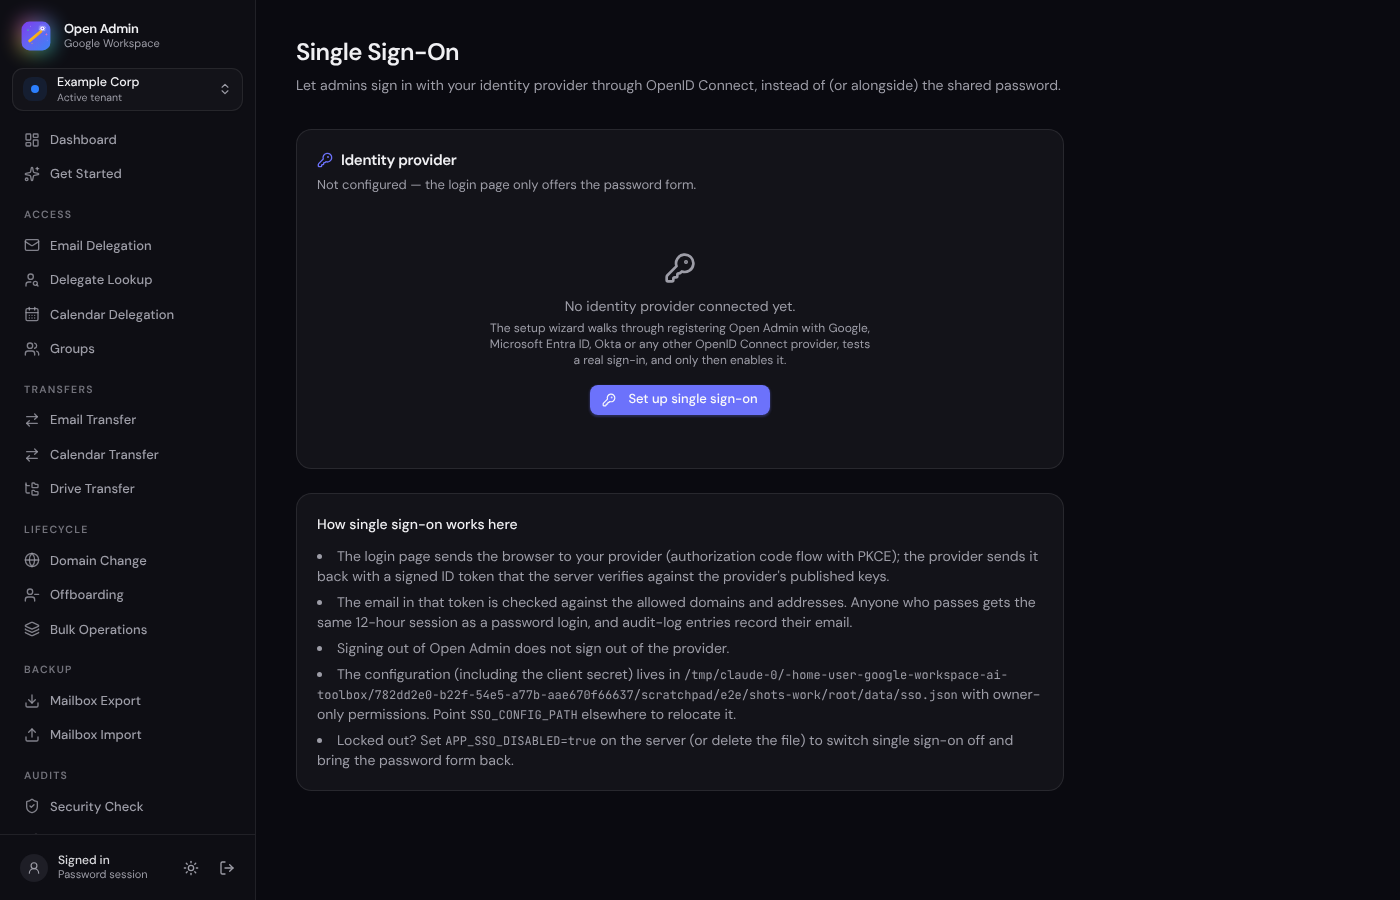 Open Admin
Google Workspace
Example Corp
Active tenant
Dashboard
Get Started
ACCESS
Email Delegation
Delegate Lookup
Calendar Delegation
Groups
TRANSFERS
Email Transfer
Calendar Transfer
Drive Transfer
LIFECYCLE
Domain Change
Offboarding
Bulk Operations
BACKUP
Mailbox Export
Mailbox Import
AUDITS
Security Check
Signed in
Password session
Single Sign-On
Let admins sign in with your identity provider through OpenID Connect, instead of (or alongside) the shared password.
Identity provider
Not configured — the login page only offers the password form.
No identity provider connected yet.
The setup wizard walks through registering Open Admin with Google,
Microsoft Entra ID, Okta or any other OpenID Connect provider, tests
a real sign-in, and only then enables it.
Set up single sign-on
How single sign-on works here
• The login page sends the browser to your provider (authorization code flow with PKCE); the provider sends it
back with a signed ID token that the server verifies against the provider's published keys.
• The email in that token is checked against the allowed domains and addresses. Anyone who passes gets the
same 12-hour session as a password login, and audit-log entries record their email.
• Signing out of Open Admin does not sign out of the provider.
• The configuration (including the client secret) lives in /tmp/claude-0/-home-user-google-workspace-ai-
toolbox/782dd2e0-b22f-54e5-a77b-aae670f66637/scratchpad/e2e/shots-work/root/data/sso.json with owner-
only permissions. Point SSO_CONFIG_PATH elsewhere to relocate it.
• Locked out? Set APP_SSO_DISABLED=true on the server (or delete the file) to switch single sign-on off and
bring the password form back.